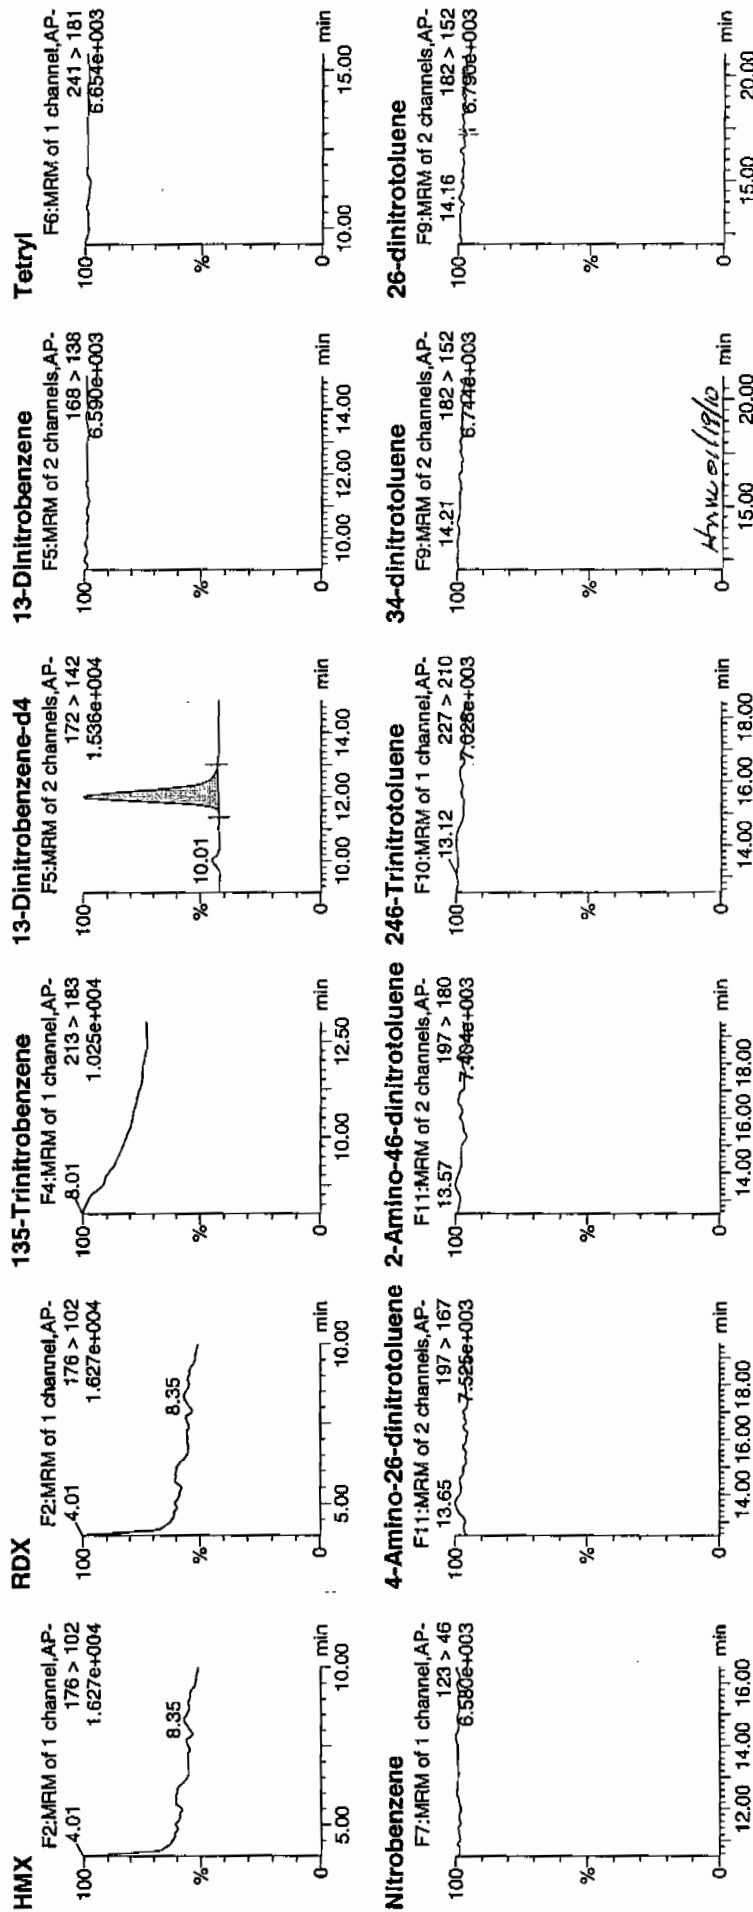 HMX
F2:MRM of 1 channel,AP-
176 > 102
1.627e+004
100
4.01
8.35
%
0
5.00 10.00 min
RDX
F2:MRM of 1 channel,AP-
176 > 102
1.627e+004
100
4.01
8.35
%
0
5.00 10.00 min
135-Trinitrobenzene
F4:MRM of 1 channel,AP-
213 > 183
1.025e+004
100
8.01
%
0
10.00 12.50 min
13-Dinitrobenzene-d4
F5:MRM of 2 channels,AP-
172 > 142
1.536e+004
100
10.01
%
0
10.00 12.00 14.00 min
13-Dinitrobenzene
F5:MRM of 2 channels,AP-
168 > 138
6.590e+003
100
%
0
10.00 12.00 14.00 min
Tetryl
F6:MRM of 1 channel,AP-
241 > 181
6.654e+003
100
%
0
10.00 15.00 min
Nitrobenzene
F7:MRM of 1 channel,AP-
123 > 46
6.580e+003
100
%
0
12.00 14.00 16.00 min
4-Amino-26-dinitrotoluene
F11:MRM of 2 channels,AP-
197 > 167
7.525e+003
100
13.65
%
0
14.00 16.00 18.00 min
2-Amino-46-dinitrotoluene
F11:MRM of 2 channels,AP-
197 > 180
7.404e+003
100
13.57
%
0
14.00 16.00 18.00 min
246-Trinitrotoluene
F10:MRM of 1 channel,AP-
227 > 210
7.028e+003
100
13.12
%
0
14.00 16.00 18.00 min
34-dinitrotoluene
F9:MRM of 2 channels,AP-
182 > 152
6.744e+003
100
14.21
%
0
15.00 20.00 min
01/19/10
26-dinitrotoluene
F9:MRM of 2 channels,AP-
182 > 152
6.790e+003
100
14.16
%
0
15.00 20.00 min